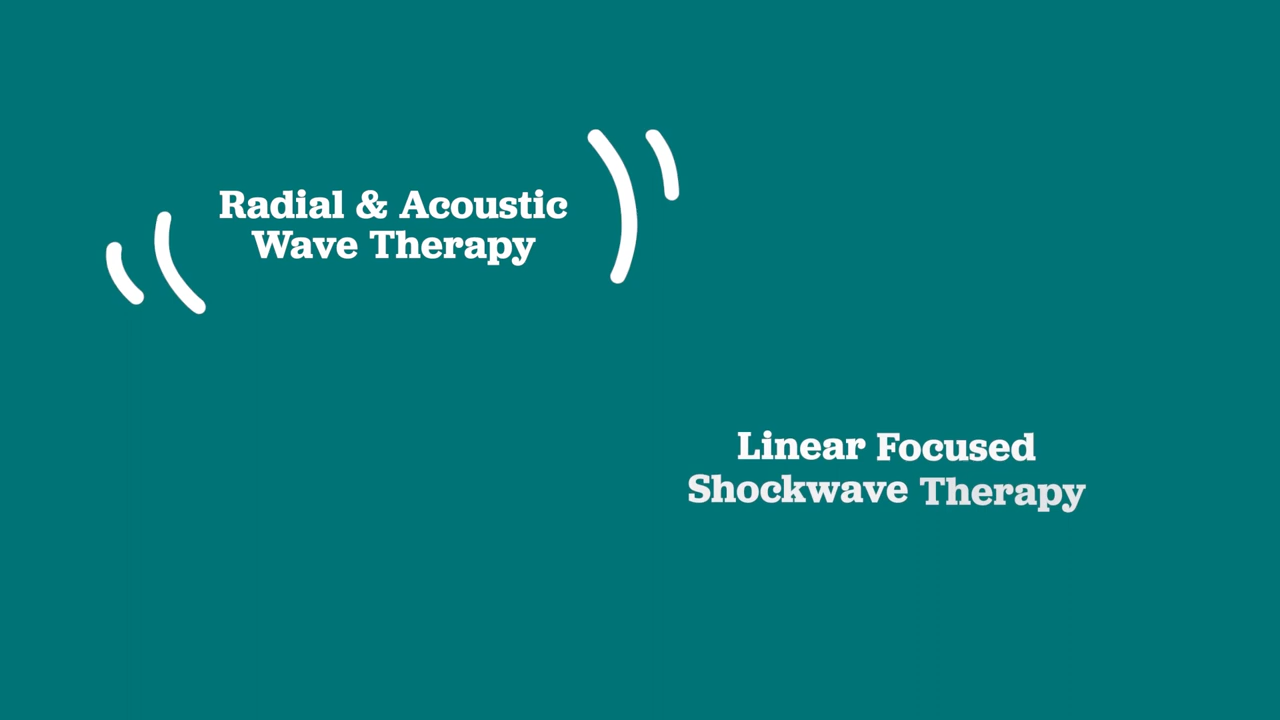 Radial & Acoustic
Wave Therapy
Linear Focused
Shockwave Therapy